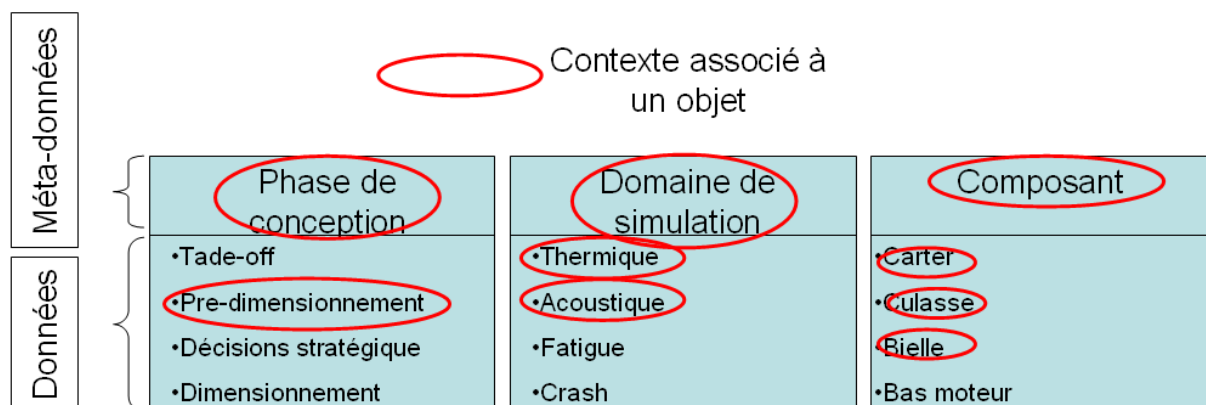 Méta-données
Contexte associé à
un objet
Phase de
conception
Domaine de
simulation
Composant
Données
•Tade-off
•Thermique
•Carter
•Pre-dimensionnement
•Acoustique
•Culasse
•Décisions stratégique
•Fatigue
•Bielle
•Dimensionnement
•Crash
•Bas moteur